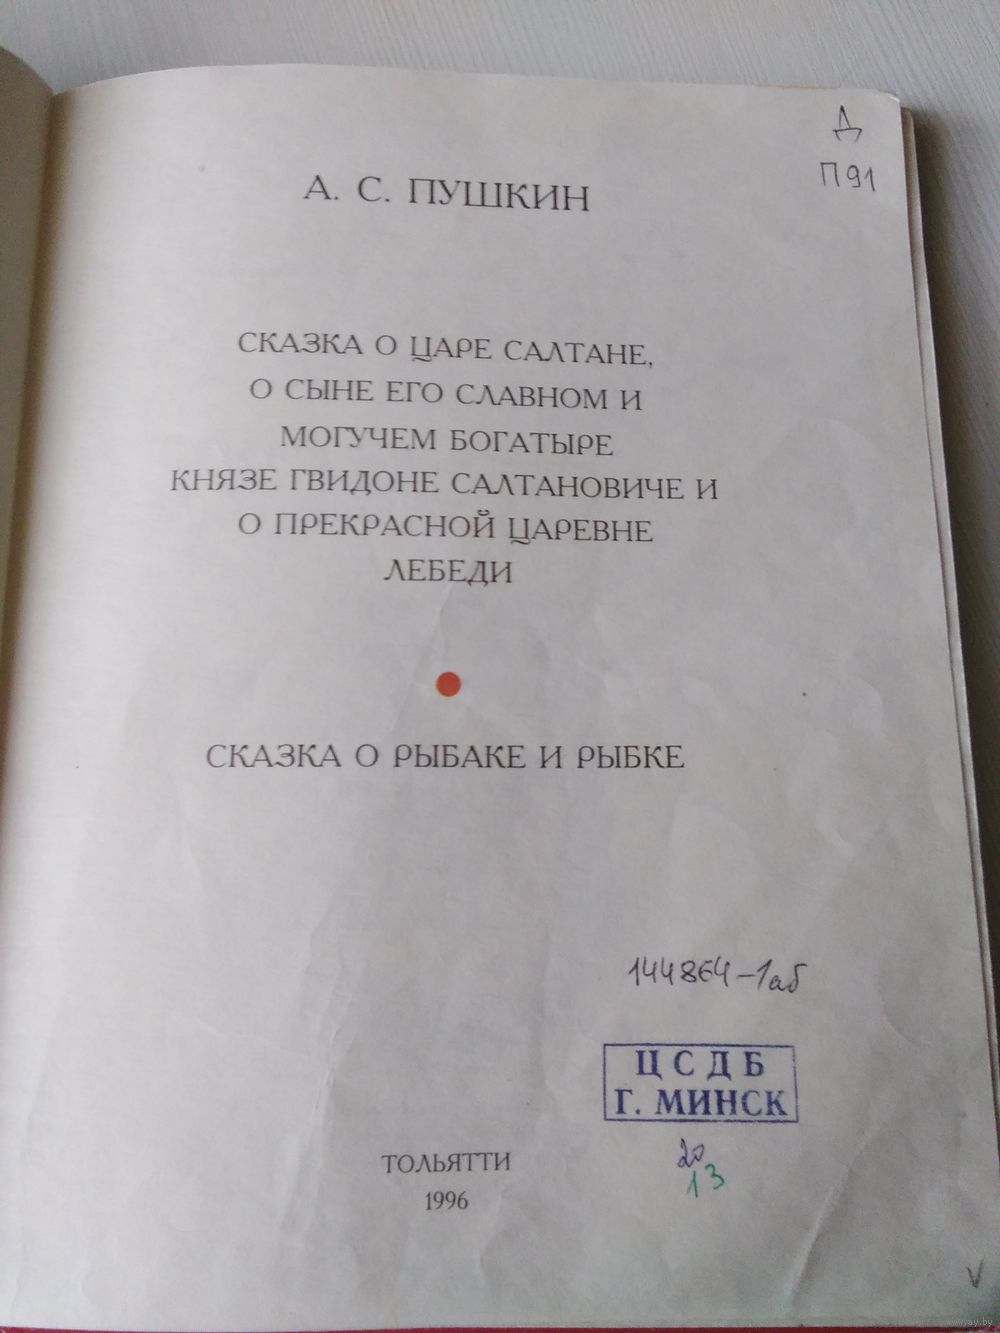 Д
П91
А. С. ПУШКИН
СКАЗКА О ЦАРЕ САЛТАНЕ,
О СЫНЕ ЕГО СЛАВНОМ И
МОГУЧЕМ БОГАТЫРЕ
КНЯЗЕ ГВИДОНЕ САЛТАНОВИЧЕ И
О ПРЕКРАСНОЙ ЦАРЕВНЕ
ЛЕБЕДИ
СКАЗКА О РЫБАКЕ И РЫБКЕ
144864-1аб
ЦСДБ
Г. МИНСК
20
13
ТОЛЬЯТТИ
1996
V